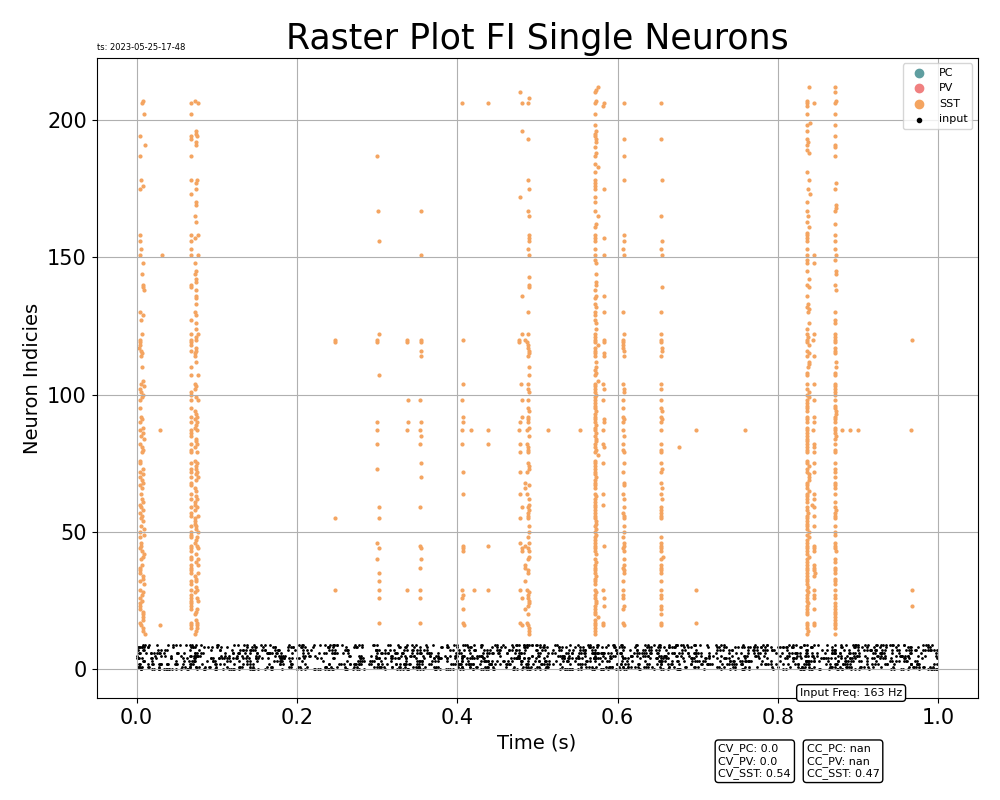 Raster Plot FI Single Neurons
ts: 2023-05-25-17-48
PC
PV
SST
input
200
150
100
50
0
Neuron Indicies
0.0 0.2 0.4 0.6 0.8 1.0
Time (s)
Input Freq: 163 Hz
CV_PC: 0.0
CV_PV: 0.0
CV_SST: 0.54
CC_PC: nan
CC_PV: nan
CC_SST: 0.47